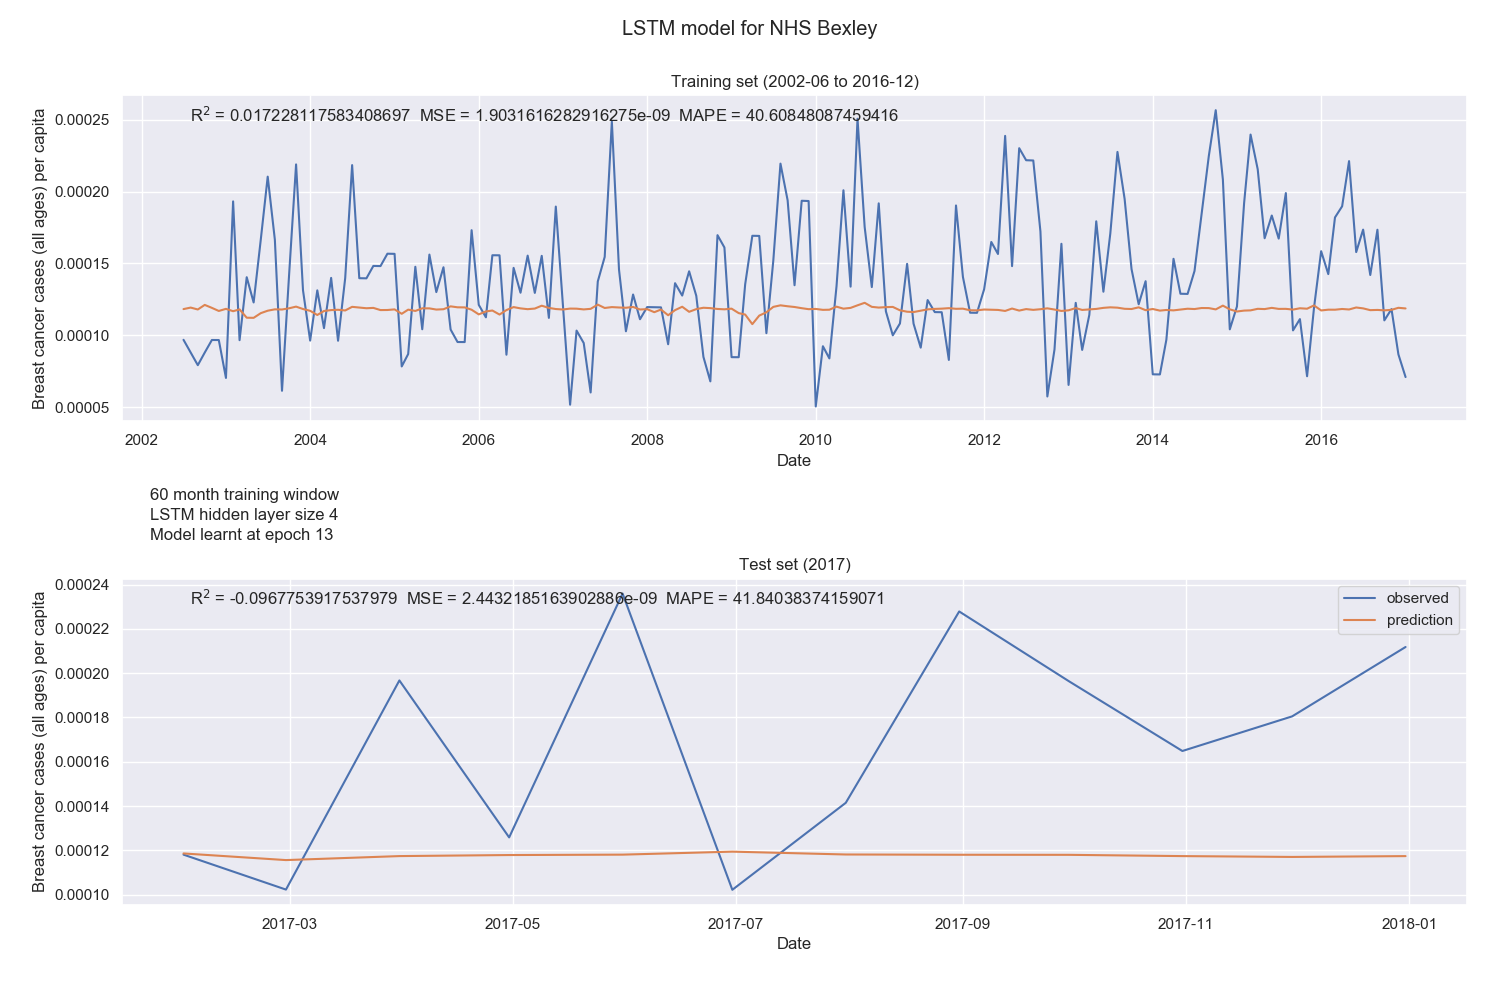 LSTM model for NHS Bexley
Training set (2002-06 to 2016-12)
R² = 0.017228117583408697 MSE = 1.9031616282916275e-09 MAPE = 40.60848087459416
Breast cancer cases (all ages) per capita
0.00025
0.00020
0.00015
0.00010
0.00005
2002 2004 2006 2008 2010 2012 2014 2016
Date
60 month training window
LSTM hidden layer size 4
Model learnt at epoch 13
Test set (2017)
R² = -0.0967753917537979 MSE = 2.4432185163902886e-09 MAPE = 41.84038374159071
observed
prediction
Breast cancer cases (all ages) per capita
0.00024
0.00022
0.00020
0.00018
0.00016
0.00014
0.00012
0.00010
2017-03 2017-05 2017-07 2017-09 2017-11 2018-01
Date